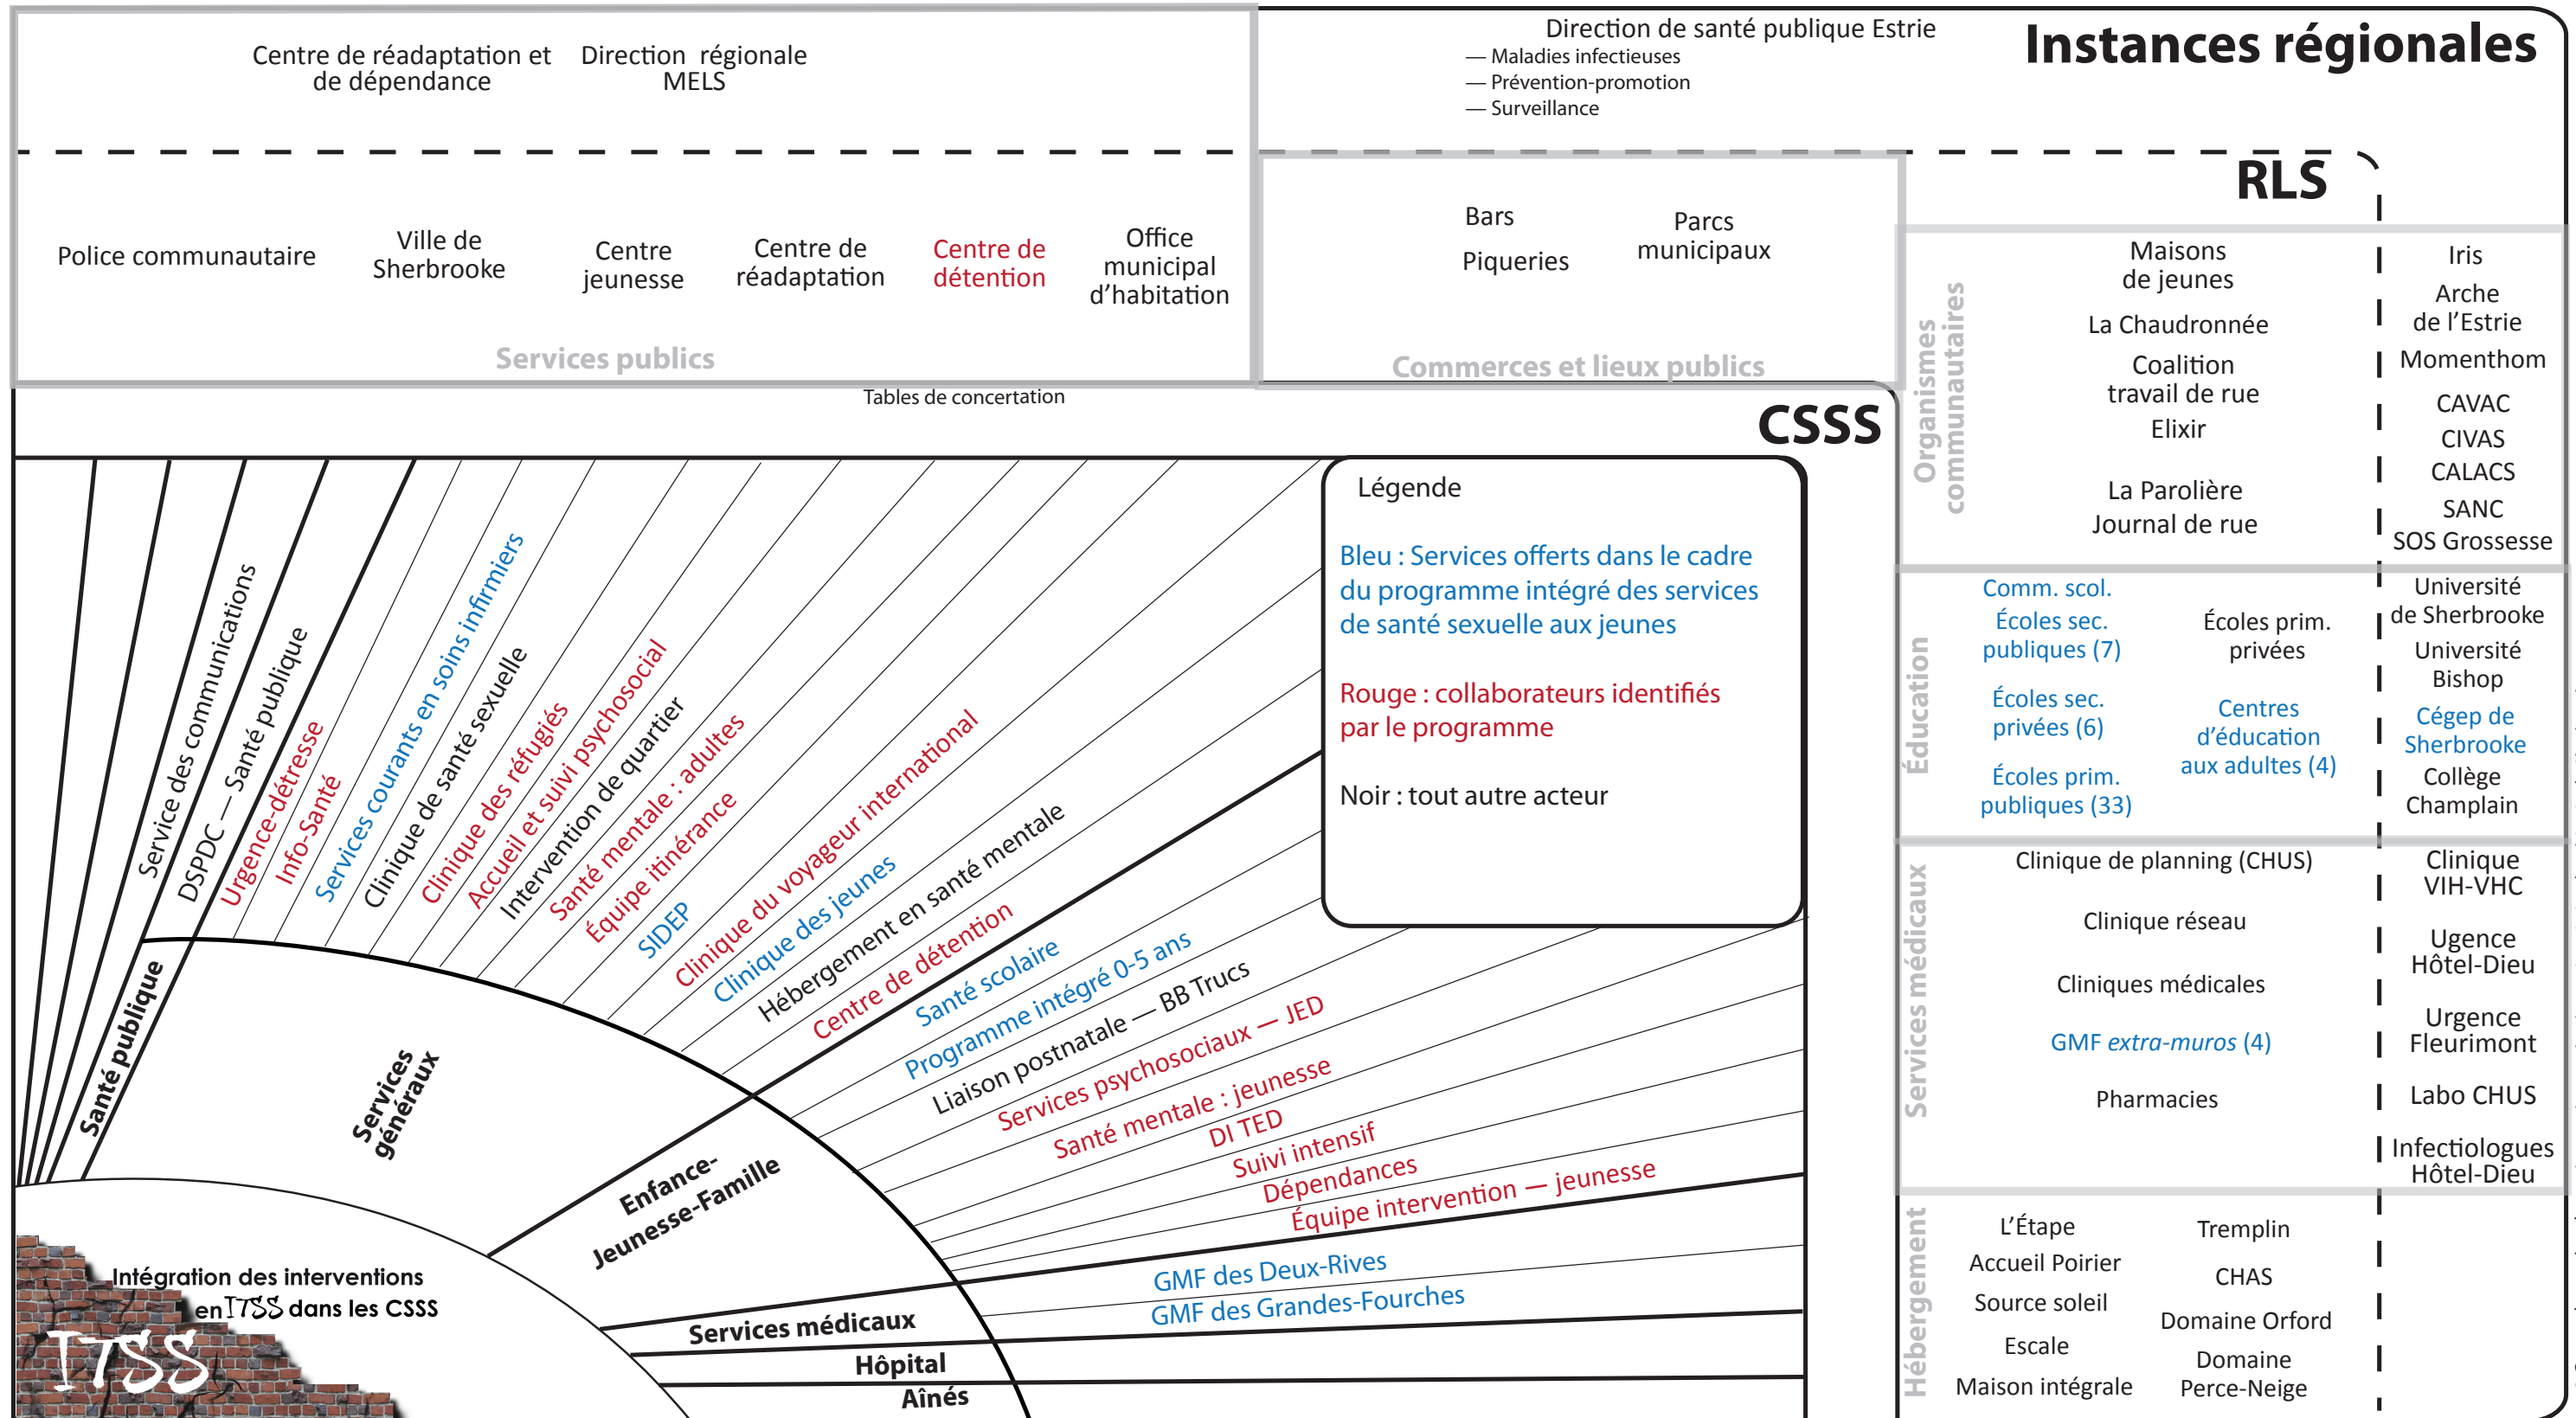 Centre de réadaptation et
de dépendance
Direction régionale
MELS
Direction de santé publique Estrie
— Maladies infectieuses
— Prévention-promotion
— Surveillance
Instances régionales
RLS
Police communautaire
Ville de
Sherbrooke
Centre
jeunesse
Centre de
réadaptation
Centre de
détention
Office
municipal
d’habitation
Services publics
Bars
Piqueries
Parcs
municipaux
Commerces et lieux publics
Tables de concertation
CSSS
Organismes
communautaires
Maisons
de jeunes
La Chaudronnée
Coalition
travail de rue
Elixir
La Parolière
Journal de rue
Iris
Arche
de l’Estrie
Momenthom
CAVAC
CIVAS
CALACS
SANC
SOS Grossesse
Éducation
Comm. scol.
Écoles sec.
publiques (7)
Écoles sec.
privées (6)
Écoles prim.
publiques (33)
Écoles prim.
privées
Centres
d’éducation
aux adultes (4)
Université
de Sherbrooke
Université
Bishop
Cégep de
Sherbrooke
Collège
Champlain
Services médicaux
Clinique de planning (CHUS)
Clinique réseau
Cliniques médicales
GMF extra-muros (4)
Pharmacies
Clinique
VIH-VHC
Ugence
Hôtel-Dieu
Urgence
Fleurimont
Labo CHUS
Infectiologues
Hôtel-Dieu
Hébergement
L’Étape
Accueil Poirier
Source soleil
Escale
Maison intégrale
Tremplin
CHAS
Domaine Orford
Domaine
Perce-Neige
Légende
Bleu : Services offerts dans le cadre
du programme intégré des services
de santé sexuelle aux jeunes
Rouge : collaborateurs identifiés
par le programme
Noir : tout autre acteur
Service des communications
DSPDC — Santé publique
Urgence-détresse
Info-Santé
Services courants en soins infirmiers
Clinique de santé sexuelle
Clinique des réfugiés
Accueil et suivi psychosocial
Intervention de quartier
Santé mentale : adultes
Équipe itinérance
SIDEP
Clinique du voyageur international
Clinique des jeunes
Hébergement en santé mentale
Centre de détention
Santé scolaire
Programme intégré 0-5 ans
Liaison postnatale — BB Trucs
Services psychosociaux — JED
Santé mentale : jeunesse
DI TED
Suivi intensif
Dépendances
Équipe intervention — jeunesse
GMF des Deux-Rives
GMF des Grandes-Fourches
Santé publique
Services
généraux
Enfance-
Jeunesse-Famille
Services médicaux
Hôpital
Aînés
Intégration des interventions
en ITSS dans les CSSS
ITSS